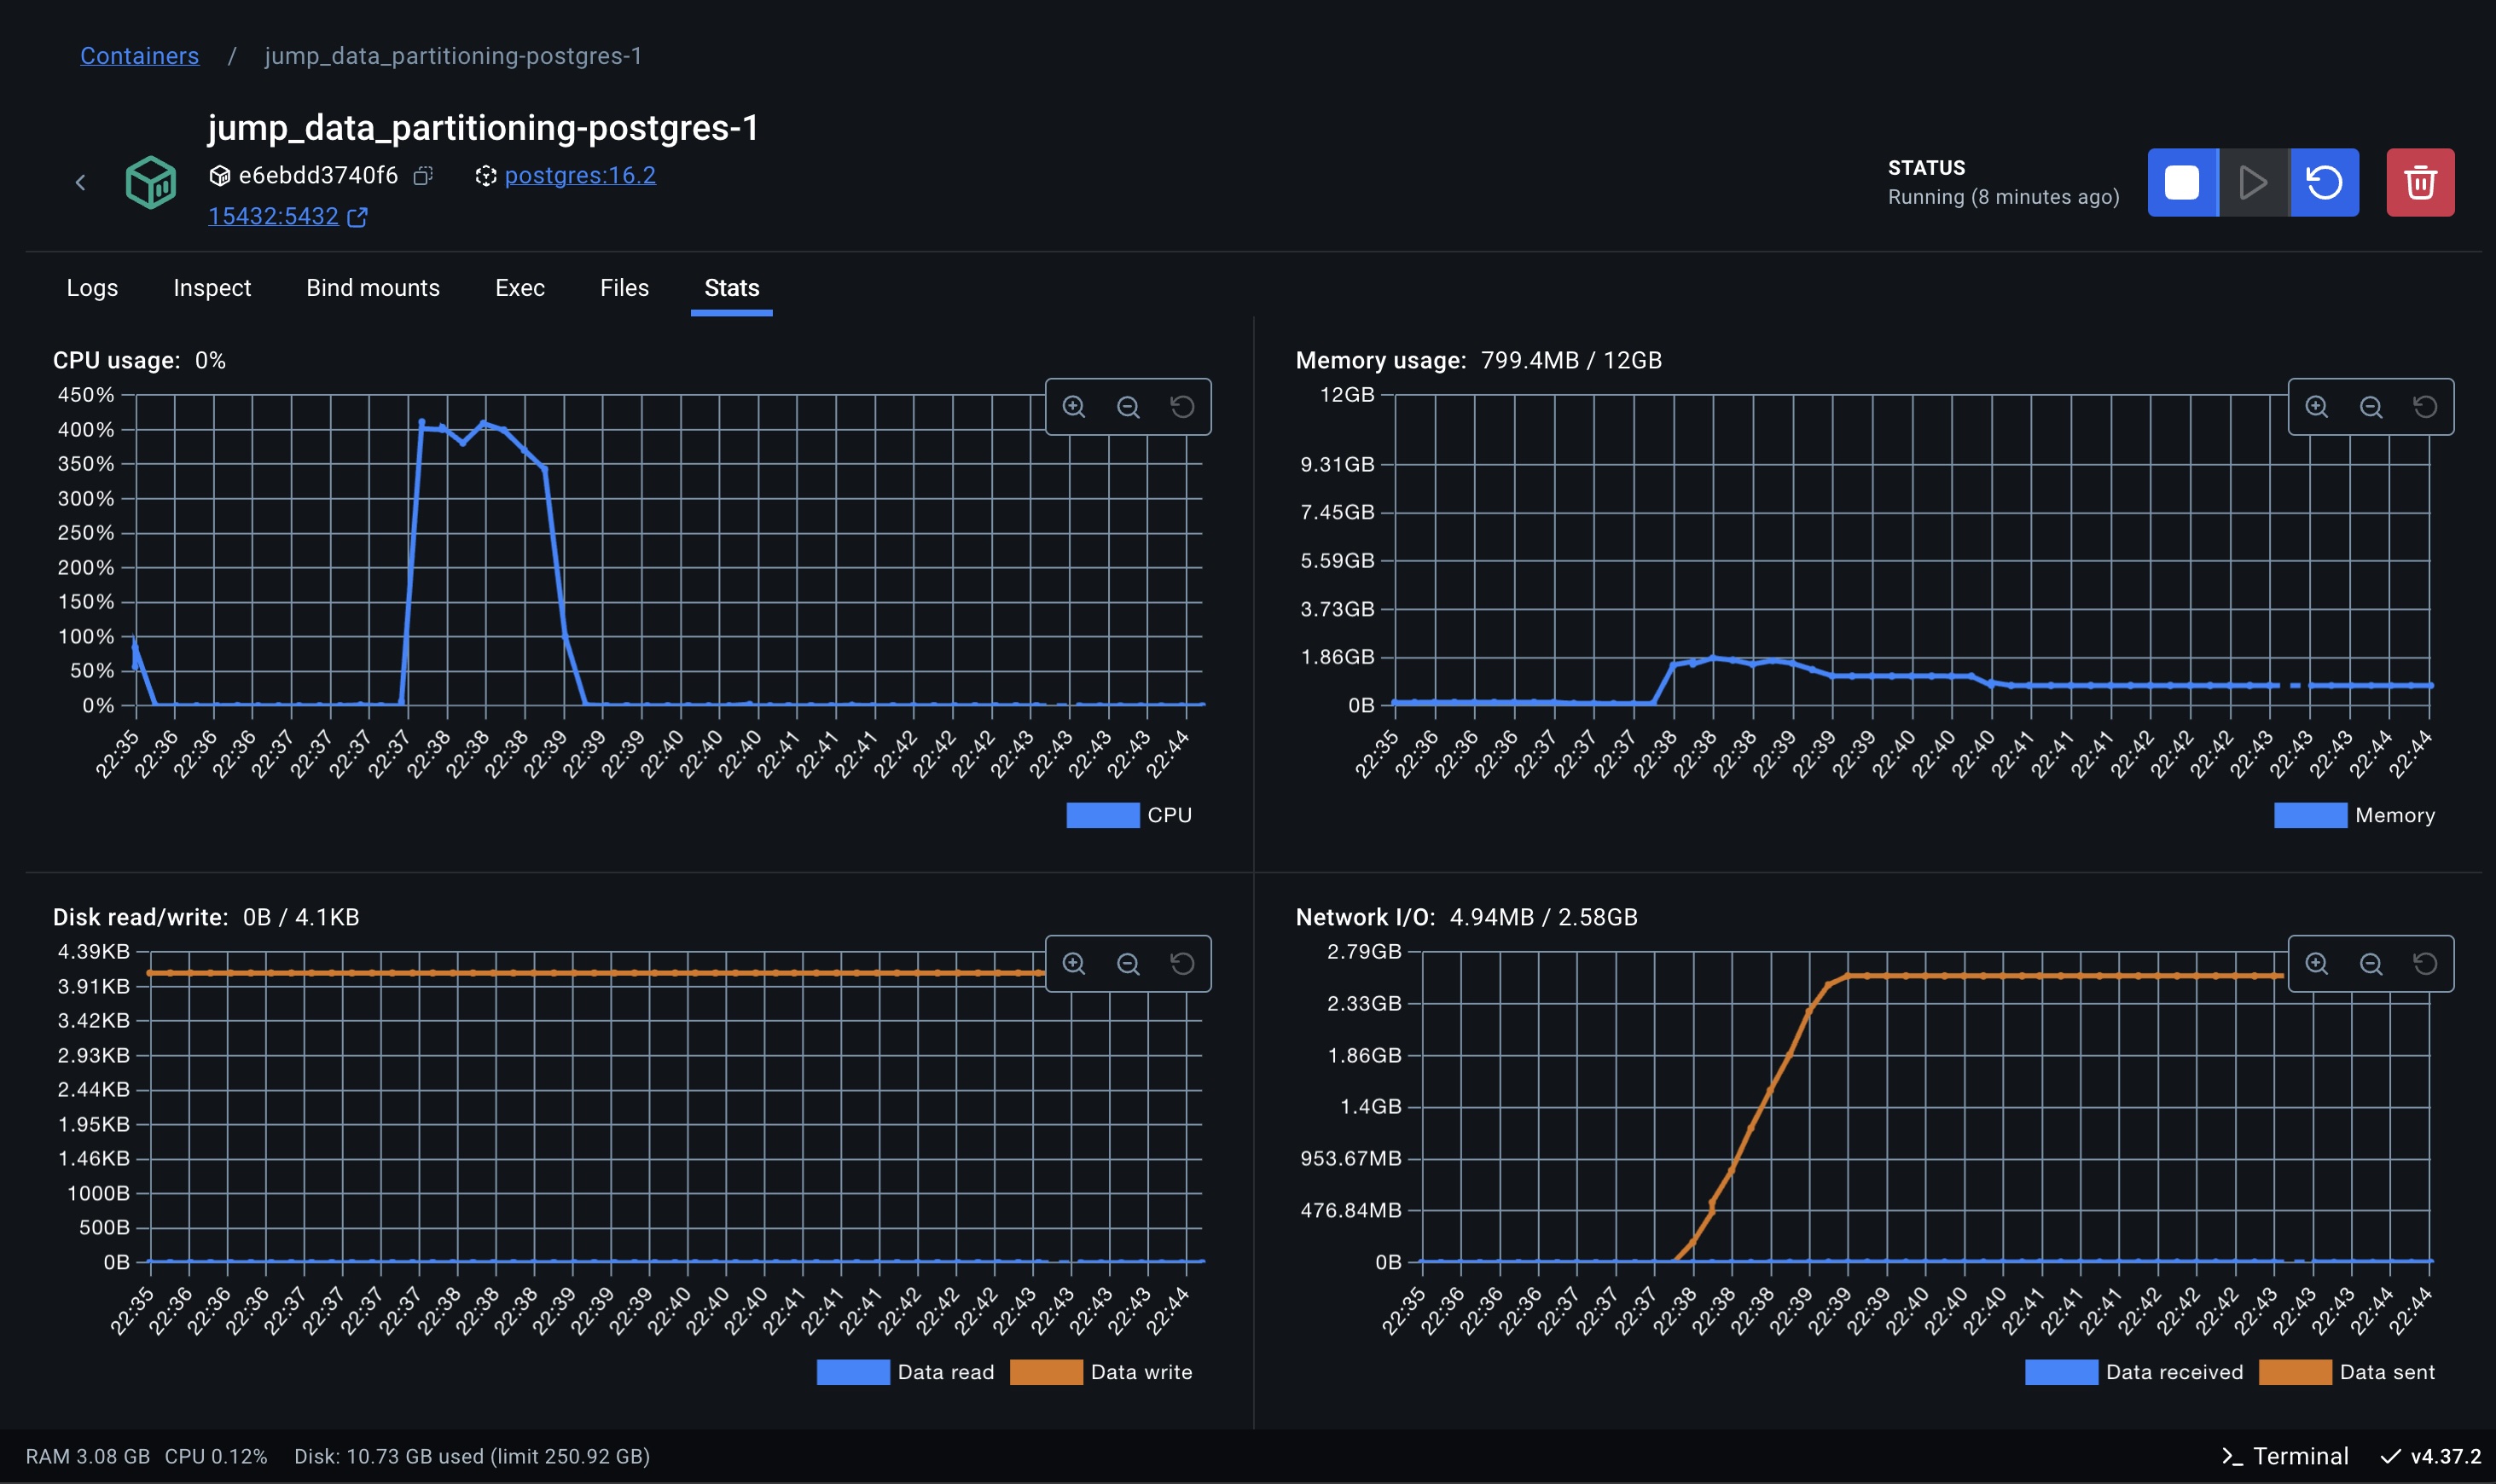 Containers / jump_data_partitioning-postgres-1
jump_data_partitioning-postgres-1
e6ebdd3740f6 postgres:16.2
15432:5432
STATUS
Running (8 minutes ago)
Logs Inspect Bind mounts Exec Files Stats
CPU usage: 0%
450%
400%
350%
300%
250%
200%
150%
100%
50%
0%
22:35 22:36 22:36 22:36 22:37 22:37 22:37 22:37 22:38 22:38 22:38 22:39 22:39 22:39 22:40 22:40 22:40 22:41 22:41 22:41 22:42 22:42 22:42 22:43 22:43 22:43 22:43 22:44
CPU
Memory usage: 799.4MB / 12GB
12GB
9.31GB
7.45GB
5.59GB
3.73GB
1.86GB
0B
22:35 22:36 22:36 22:36 22:37 22:37 22:37 22:38 22:38 22:38 22:39 22:39 22:39 22:40 22:40 22:40 22:41 22:41 22:41 22:42 22:42 22:42 22:43 22:43 22:43 22:44 22:44
Memory
Disk read/write: 0B / 4.1KB
4.39KB
3.91KB
3.42KB
2.93KB
2.44KB
1.95KB
1.46KB
1000B
500B
0B
22:35 22:36 22:36 22:36 22:37 22:37 22:37 22:37 22:38 22:38 22:38 22:39 22:39 22:39 22:40 22:40 22:40 22:41 22:41 22:41 22:42 22:42 22:42 22:43 22:43 22:43 22:43 22:44
Data read Data write
Network I/O: 4.94MB / 2.58GB
2.79GB
2.33GB
1.86GB
1.4GB
953.67MB
476.84MB
0B
22:35 22:36 22:36 22:36 22:37 22:37 22:37 22:38 22:38 22:38 22:39 22:39 22:39 22:40 22:40 22:40 22:41 22:41 22:41 22:42 22:42 22:42 22:43 22:43 22:43 22:44 22:44
Data received Data sent
RAM 3.08 GB CPU 0.12% Disk: 10.73 GB used (limit 250.92 GB)
Terminal v4.37.2